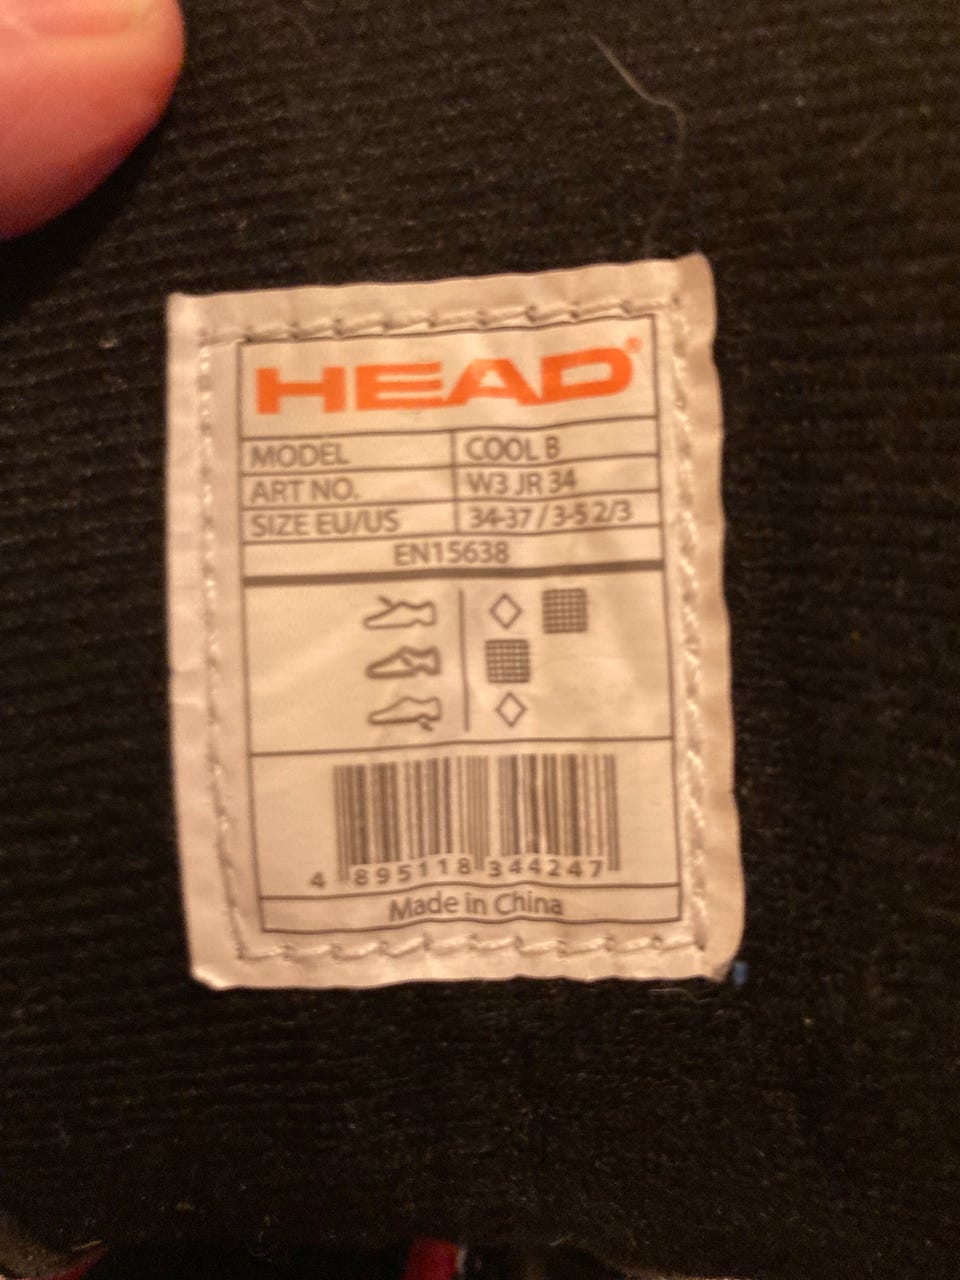 HEAD®
MODEL COOL B
ART NO. W3 JR 34
SIZE EU/US 34-37 / 3-5 2/3
EN15638
4 895118 344247
Made in China